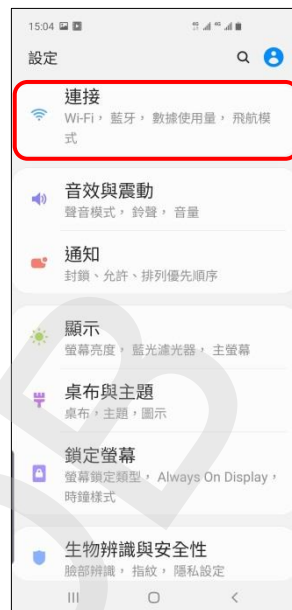 15:04
設定
連接
Wi-Fi， 藍牙， 數據使用量， 飛航模
式
音效與震動
聲音模式， 鈴聲， 音量
通知
封鎖、允許、排列優先順序
顯示
螢幕亮度， 藍光濾光器， 主螢幕
桌布與主題
桌布，主題，圖示
鎖定螢幕
螢幕鎖定類型， Always On Display，
時鐘樣式
生物辨識與安全性
臉部辨識， 指紋， 隱私設定